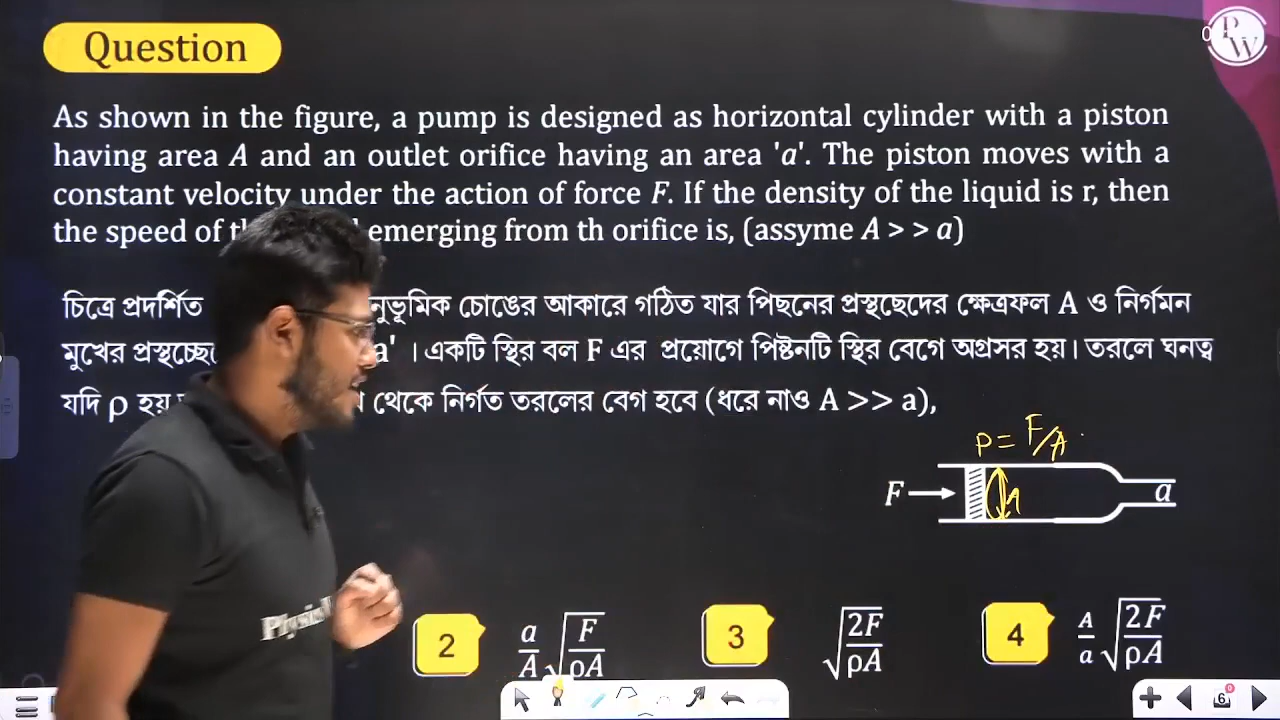 Question
PW
As shown in the figure, a pump is designed as horizontal cylinder with a piston
having area A and an outlet orifice having an area 'a'. The piston moves with a
constant velocity under the action of force F. If the density of the liquid is r, then
the speed of emerging from th orifice is, (assyme A > > a)
চিত্রে প্রদর্শিত চোঙের আকারে গঠিত যার পিছনের প্রস্থছেদের ক্ষেত্রফল A ও নির্গমন
মুখের a' । একটি স্থির বল F এর প্রয়োগে পিষ্টনটি স্থির বেগে অগ্রসর হয়। তরলে ঘনত্ব
যদি ρ হয় থেকে নির্গত তরলের বেগ হবে (ধরে নাও A >> a),
P = F/A
F
a
2 a/A √F/ρA
3 √2F/ρA
4 A/a √2F/ρA
6